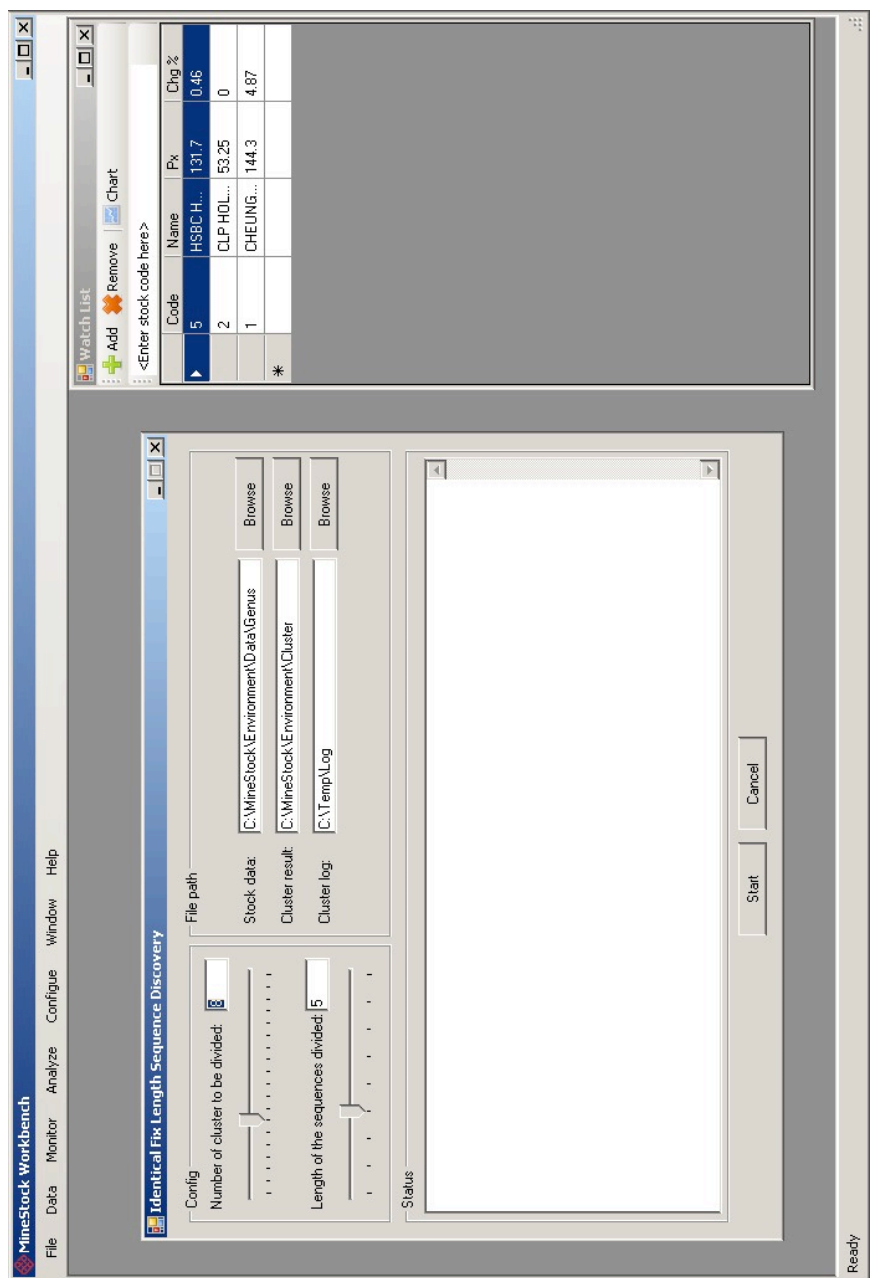 MineStock Workbench
File Data Monitor Analyze Configue Window Help
Identical Fix Length Sequence Discovery
Config
Number of cluster to be divided: 8
Length of the sequences divided: 5
File path
Stock data: C:\MineStock\Environment\Data\Genus Browse
Cluster result: C:\MineStock\Environment\Cluster Browse
Cluster log: C:\Temp\Log Browse
Status
Start Cancel
Watch List
Add Remove Chart
<Enter stock code here>
Code Name Px Chg %
5 HSBC H... 131.7 0.46
2 CLP HOL... 53.25 0
1 CHEUNG... 144.3 4.87
*
Ready